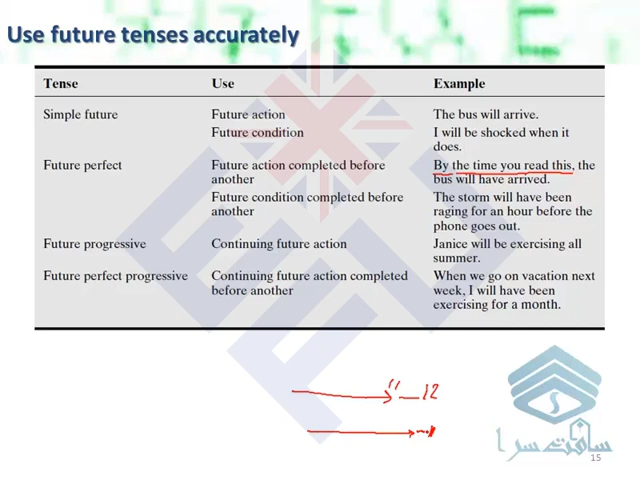 Use future tenses accurately
Tense Use Example
Simple future Future action The bus will arrive.
Future condition I will be shocked when it
does.
Future perfect Future action completed before By the time you read this, the
another bus will have arrived.
Future condition completed before The storm will have been
another raging for an hour before the
phone goes out.
Future progressive Continuing future action Janice will be exercising all
summer.
Future perfect progressive Continuing future action completed When we go on vacation next
before another week, I will have been
exercising for a month.
11 12
سافت سرا
15